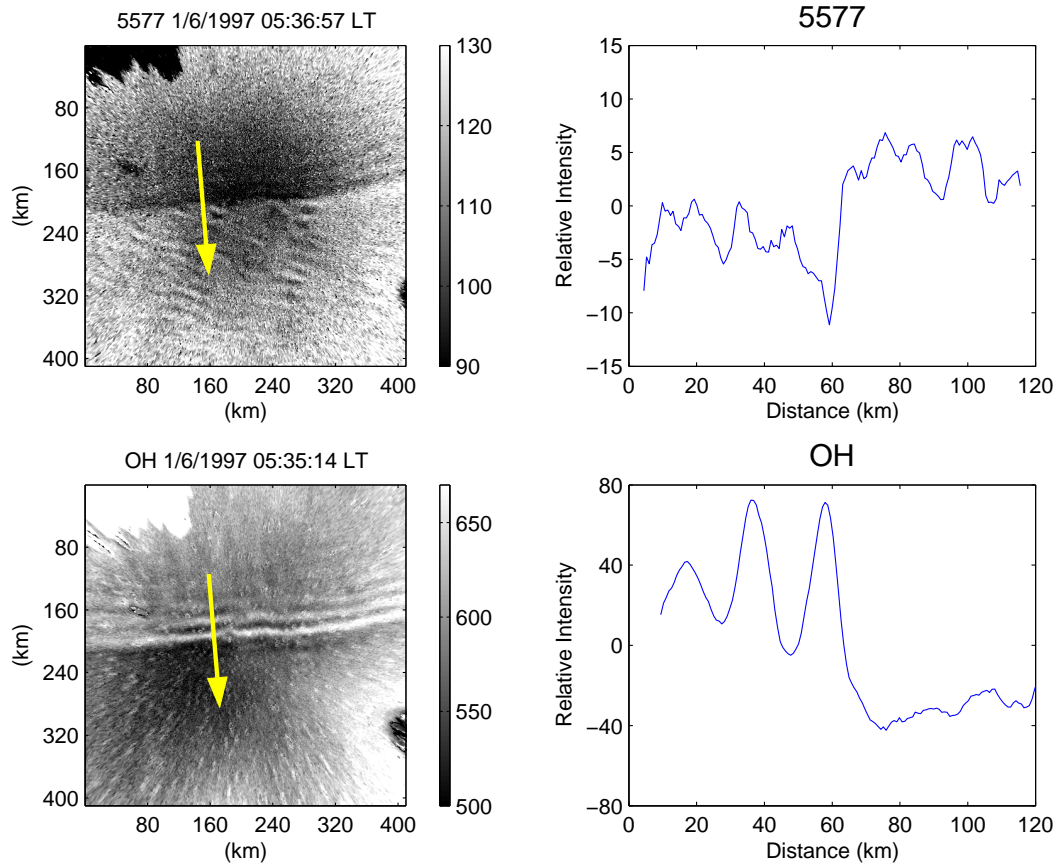 5577 1/6/1997 05:36:57 LT
80
160
240
320
400
(km)
80 160 240 320 400
(km)
130
120
110
100
90
5577
15
10
5
0
−5
−10
−15
Relative Intensity
0 20 40 60 80 100 120
Distance (km)
OH 1/6/1997 05:35:14 LT
80
160
240
320
400
(km)
80 160 240 320 400
(km)
650
600
550
500
OH
80
40
0
−40
−80
Relative Intensity
0 20 40 60 80 100 120
Distance (km)